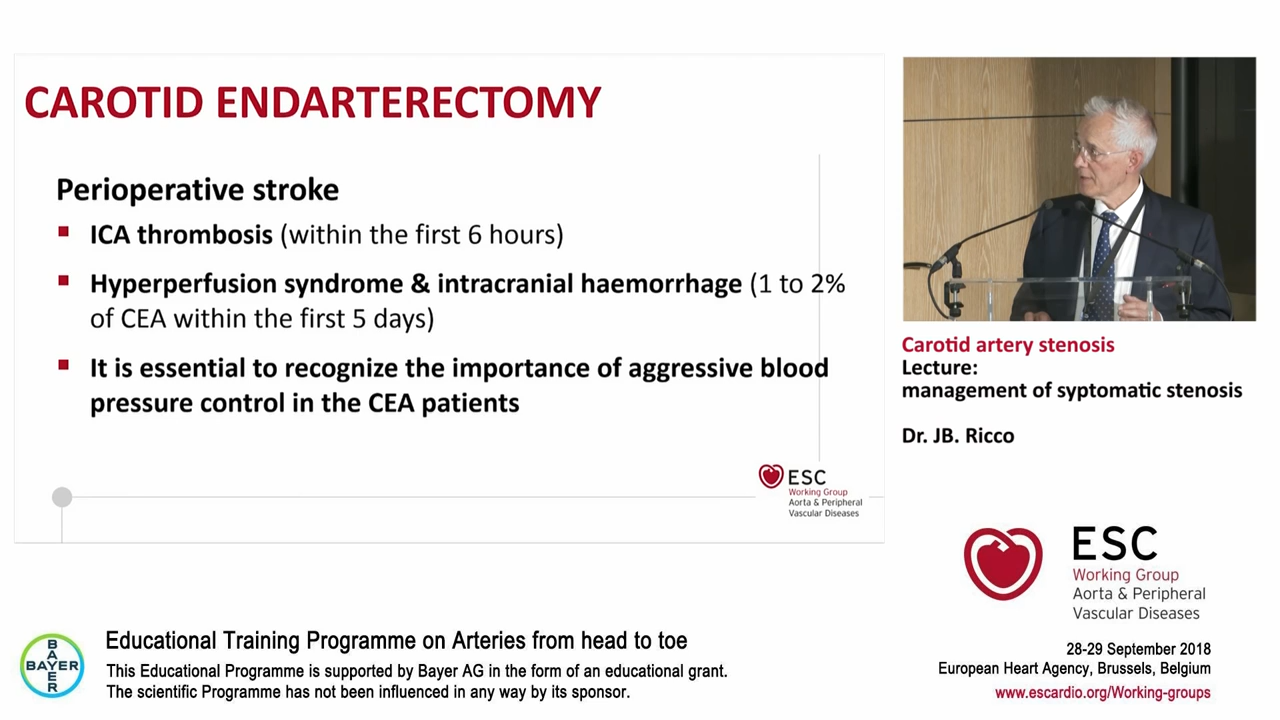 CAROTID ENDARTERECTOMY
Perioperative stroke
ICA thrombosis (within the first 6 hours)
Hyperperfusion syndrome & intracranial haemorrhage (1 to 2%
of CEA within the first 5 days)
It is essential to recognize the importance of aggressive blood
pressure control in the CEA patients
ESC
Working Group
Aorta & Peripheral
Vascular Diseases
Carotid artery stenosis
Lecture:
management of syptomatic stenosis
Dr. JB. Ricco
ESC
Working Group
Aorta & Peripheral
Vascular Diseases
BAYER
BAYER
Educational Training Programme on Arteries from head to toe
This Educational Programme is supported by Bayer AG in the form of an educational grant.
The scientific Programme has not been influenced in any way by its sponsor.
28-29 September 2018
European Heart Agency, Brussels, Belgium
www.escardio.org/Working-groups